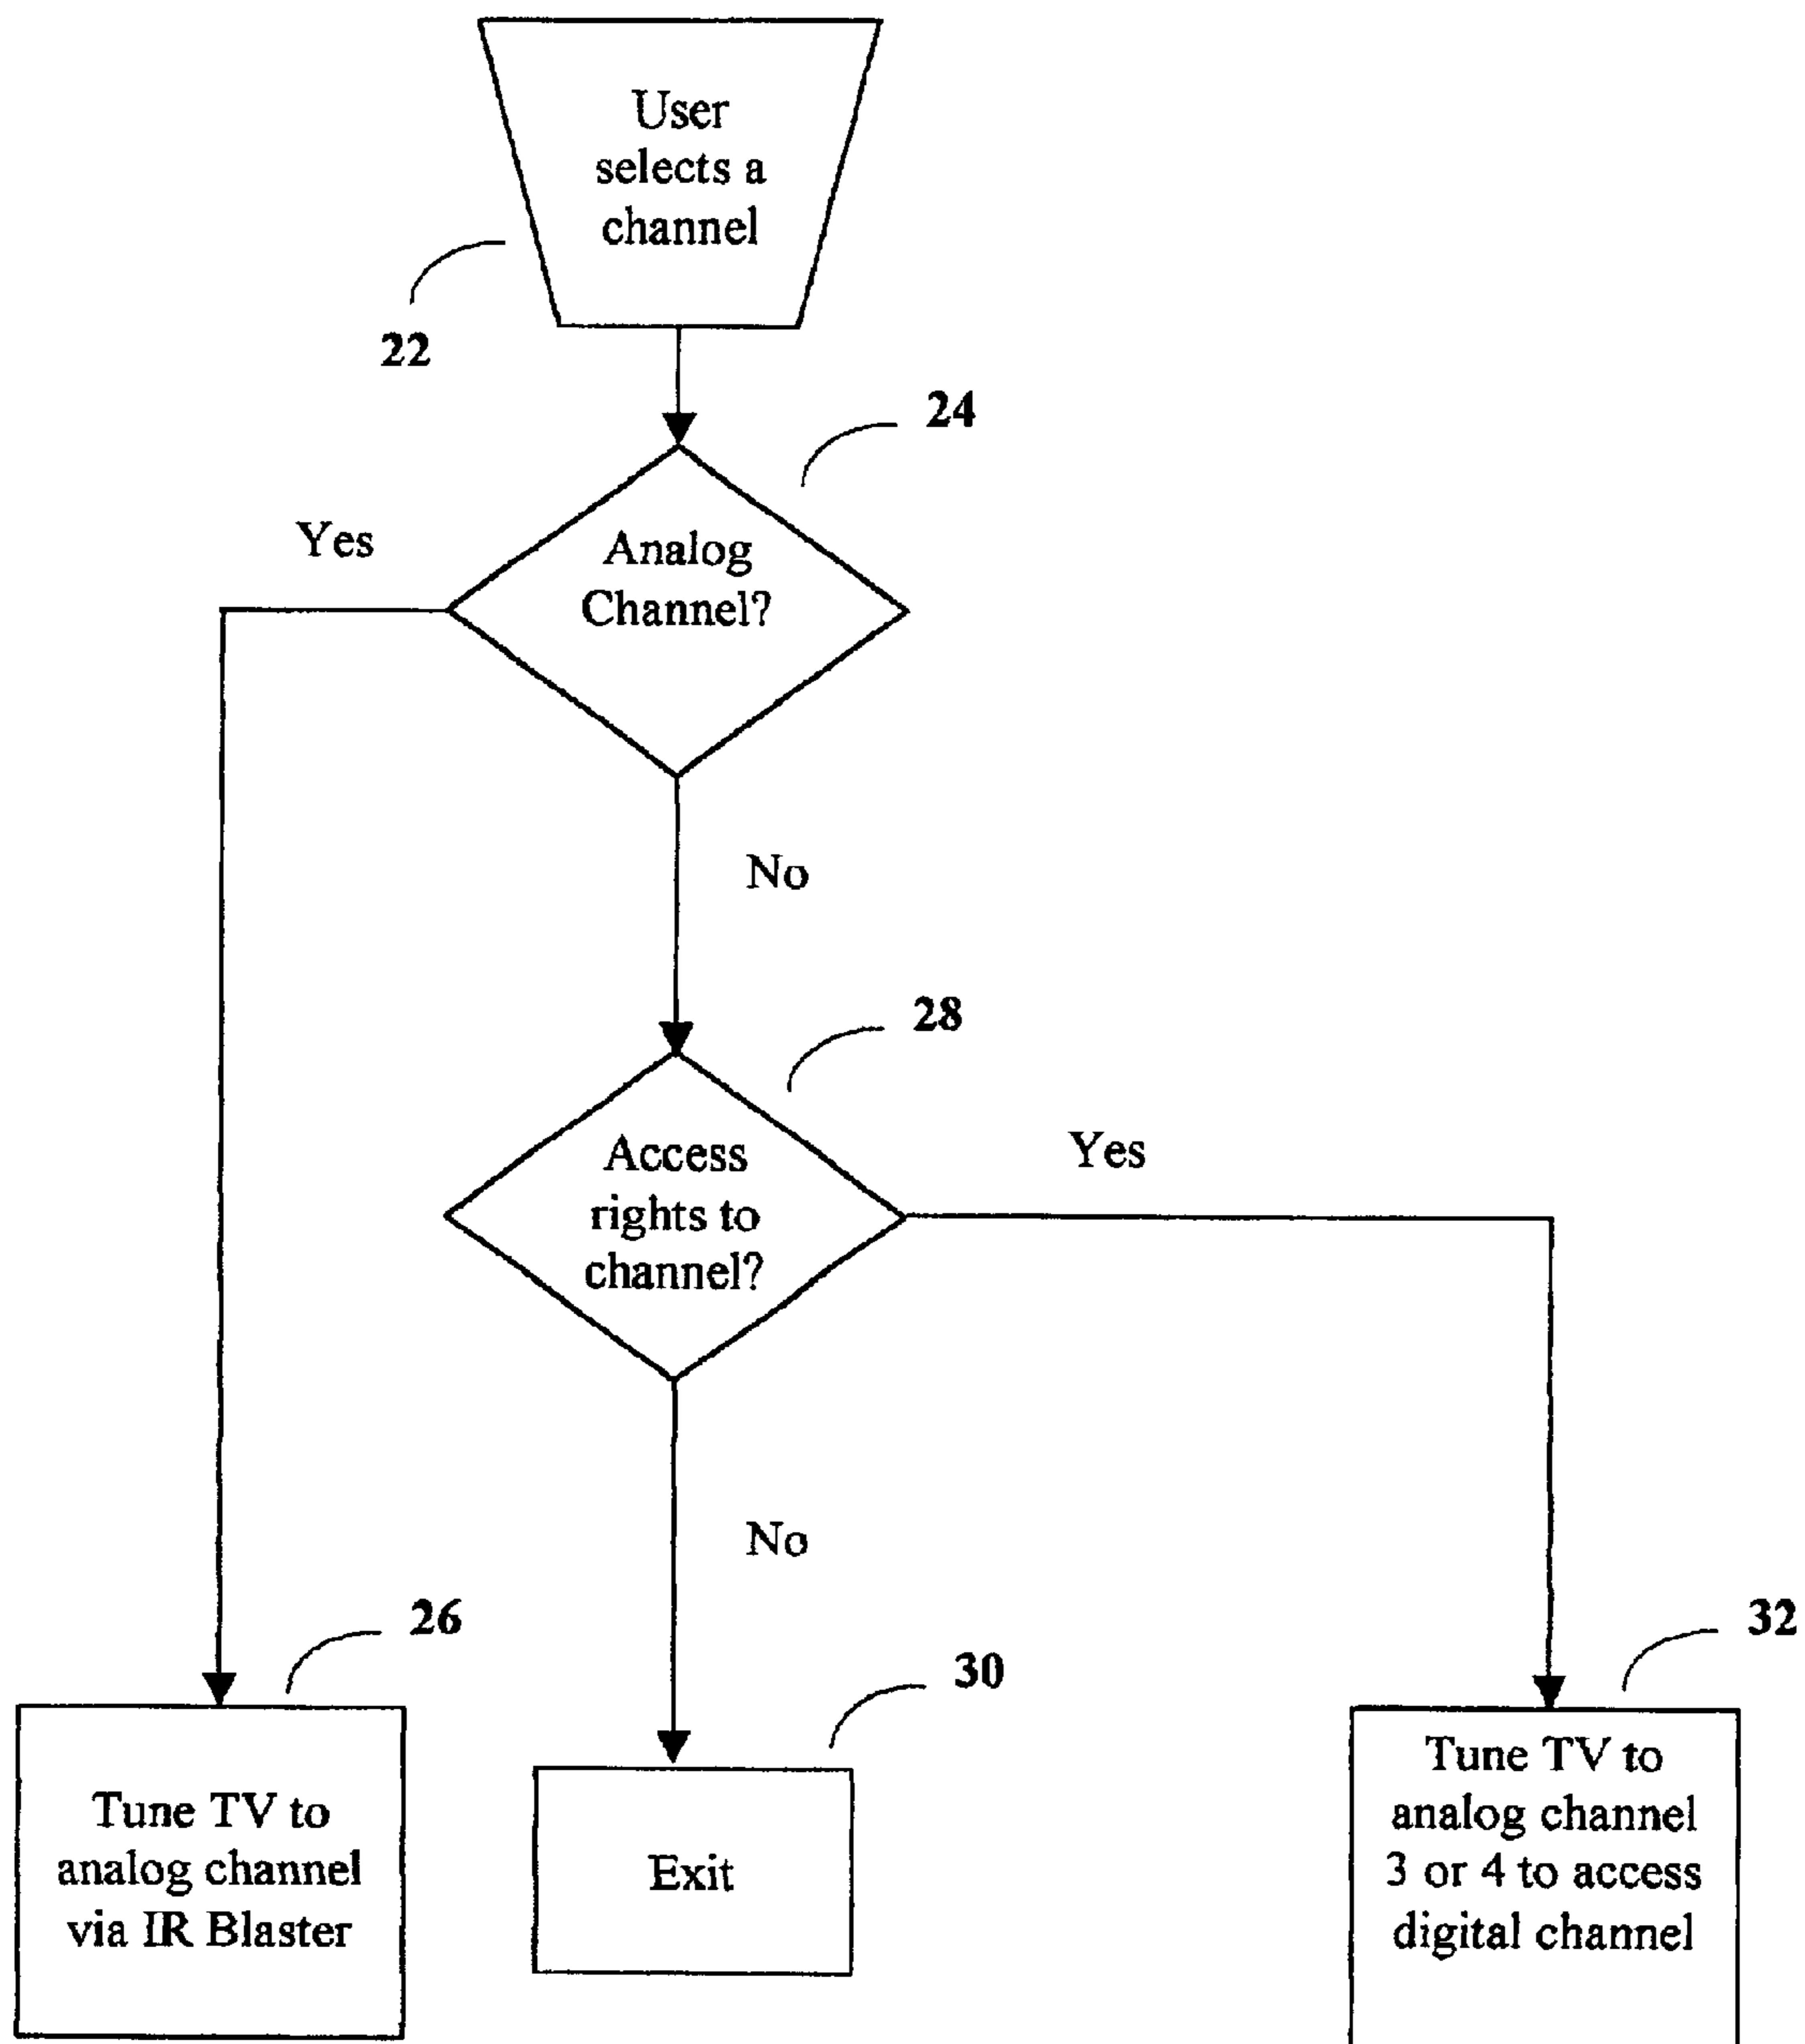 User
selects a
channel
22
24
Yes
Analog
Channel?
No
28
Access
rights to
channel?
Yes
No
26
30
32
Tune TV to
analog channel
via IR Blaster
Exit
Tune TV to
analog channel
3 or 4 to access
digital channel